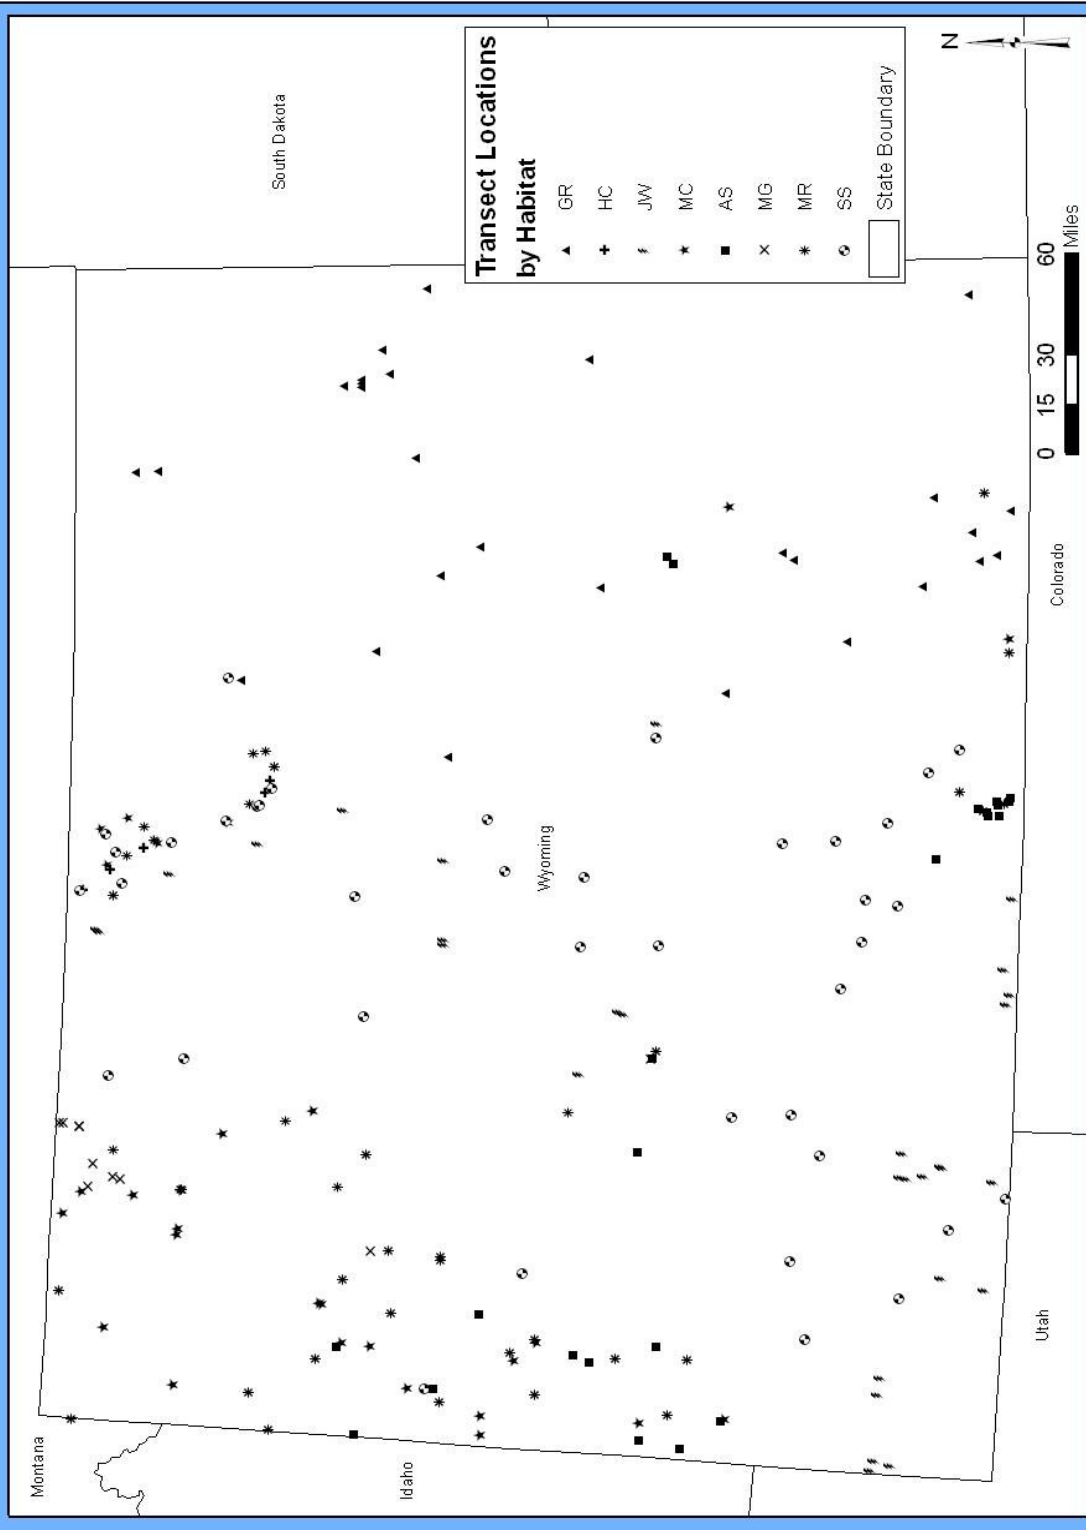 Montana
South Dakota
Idaho
Wyoming
Utah
Colorado
Transect Locations
by Habitat
GR
HC
JW
MC
AS
MG
MR
SS
State Boundary
N
0 15 30 60
Miles